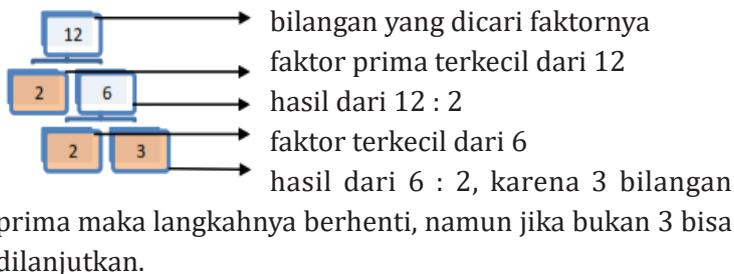 12 bilangan yang dicari faktornya
faktor prima terkecil dari 12
2 6 hasil dari 12 : 2
faktor terkecil dari 6
2 3
hasil dari 6 : 2, karena 3 bilangan
prima maka langkahnya berhenti, namun jika bukan 3 bisa
dilanjutkan.